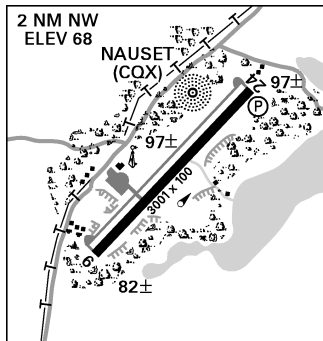 2 NM NW
ELEV 68
NAUSET
(CQX)
24
97±
P
97±
3001 X 100
6
82±